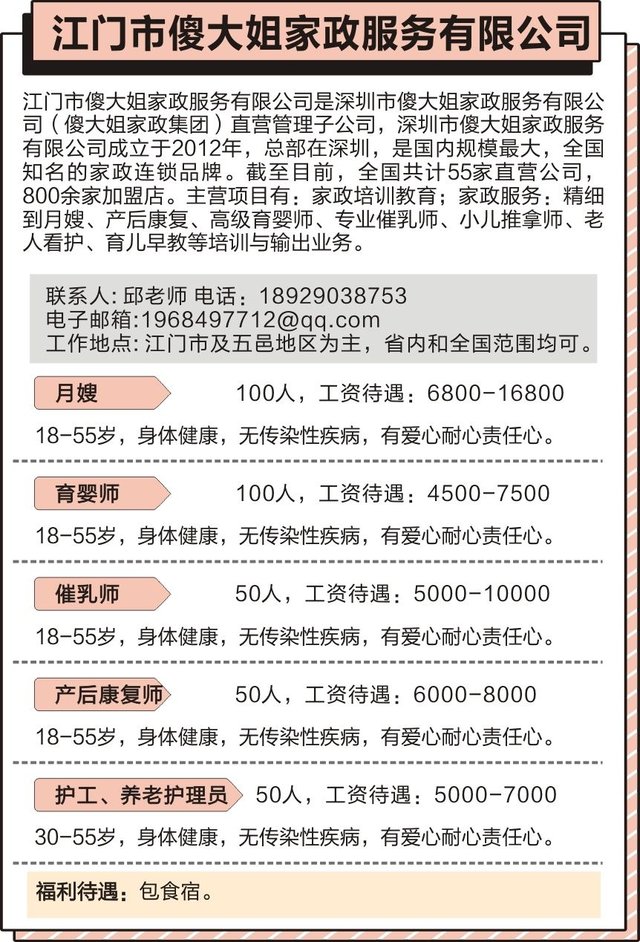 江门市傻大姐家政服务有限公司
江门市傻大姐家政服务有限公司是深圳市傻大姐家政服务有限公
司（傻大姐家政集团）直营管理子公司，深圳市傻大姐家政服务
有限公司成立于2012年，总部在深圳，是国内规模最大，全国
知名的家政连锁品牌。截至目前，全国共计55家直营公司，
800余家加盟店。主营项目有：家政培训教育；家政服务：精细
到月嫂、产后康复、高级育婴师、专业催乳师、小儿推拿师、老
人看护、育儿早教等培训与输出业务。
联系人: 邱老师 电话：18929038753
电子邮箱:1968497712@qq.com
工作地点: 江门市及五邑地区为主，省内和全国范围均可。
月嫂 100人，工资待遇：6800-16800
18-55岁，身体健康，无传染性疾病，有爱心耐心责任心。
育婴师 100人，工资待遇：4500-7500
18-55岁，身体健康，无传染性疾病，有爱心耐心责任心。
催乳师 50人，工资待遇：5000-10000
18-55岁，身体健康，无传染性疾病，有爱心耐心责任心。
产后康复师 50人，工资待遇：6000-8000
18-55岁，身体健康，无传染性疾病，有爱心耐心责任心。
护工、养老护理员 50人，工资待遇：5000-7000
30-55岁，身体健康，无传染性疾病，有爱心耐心责任心。
福利待遇：包食宿。